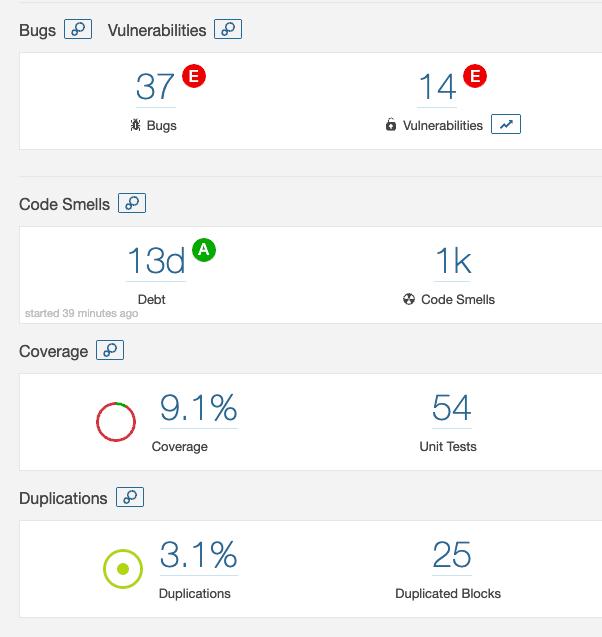 Bugs Vulnerabilities
37 E 14 E
Bugs Vulnerabilities
Code Smells
13d A 1k
Debt Code Smells
started 39 minutes ago
Coverage
9.1% 54
Coverage Unit Tests
Duplications
3.1% 25
Duplications Duplicated Blocks